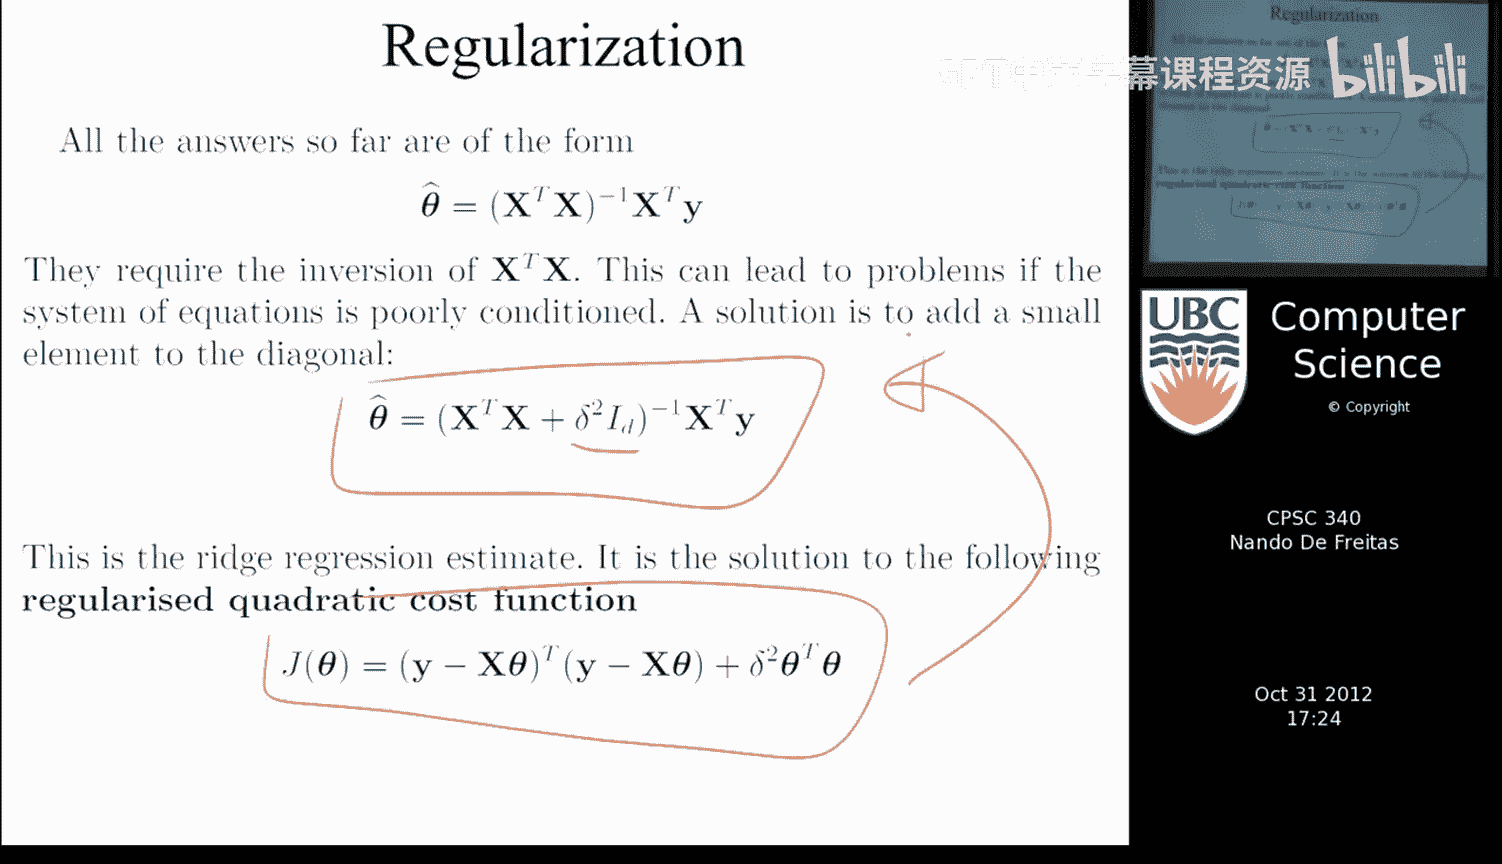 Regularization
All the answers so far are of the form
θ̂ = (XᵀX)⁻¹Xᵀy
They require the inversion of XᵀX. This can lead to problems if the
system of equations is poorly conditioned. A solution is to add a small
element to the diagonal:
θ̂ = (XᵀX + δ²I_d)⁻¹Xᵀy
This is the ridge regression estimate. It is the solution to the following
regularised quadratic cost function
J(θ) = (y − Xθ)ᵀ(y − Xθ) + δ²θᵀθ
字幕课程资源 bilibili
Regularization
UBC
Computer
Science
© Copyright
CPSC 340
Nando De Freitas
Oct 31 2012
17:24